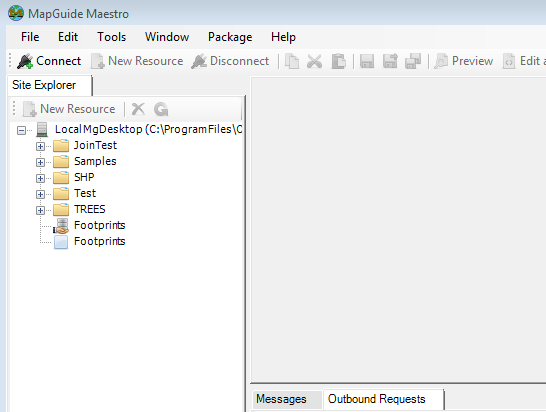 MapGuide Maestro
File Edit Tools Window Package Help
Connect New Resource Disconnect Preview Edit a
Site Explorer
New Resource
LocalMgDesktop (C:\ProgramFiles\O
JoinTest
Samples
SHP
Test
TREES
Footprints
Footprints
Messages Outbound Requests